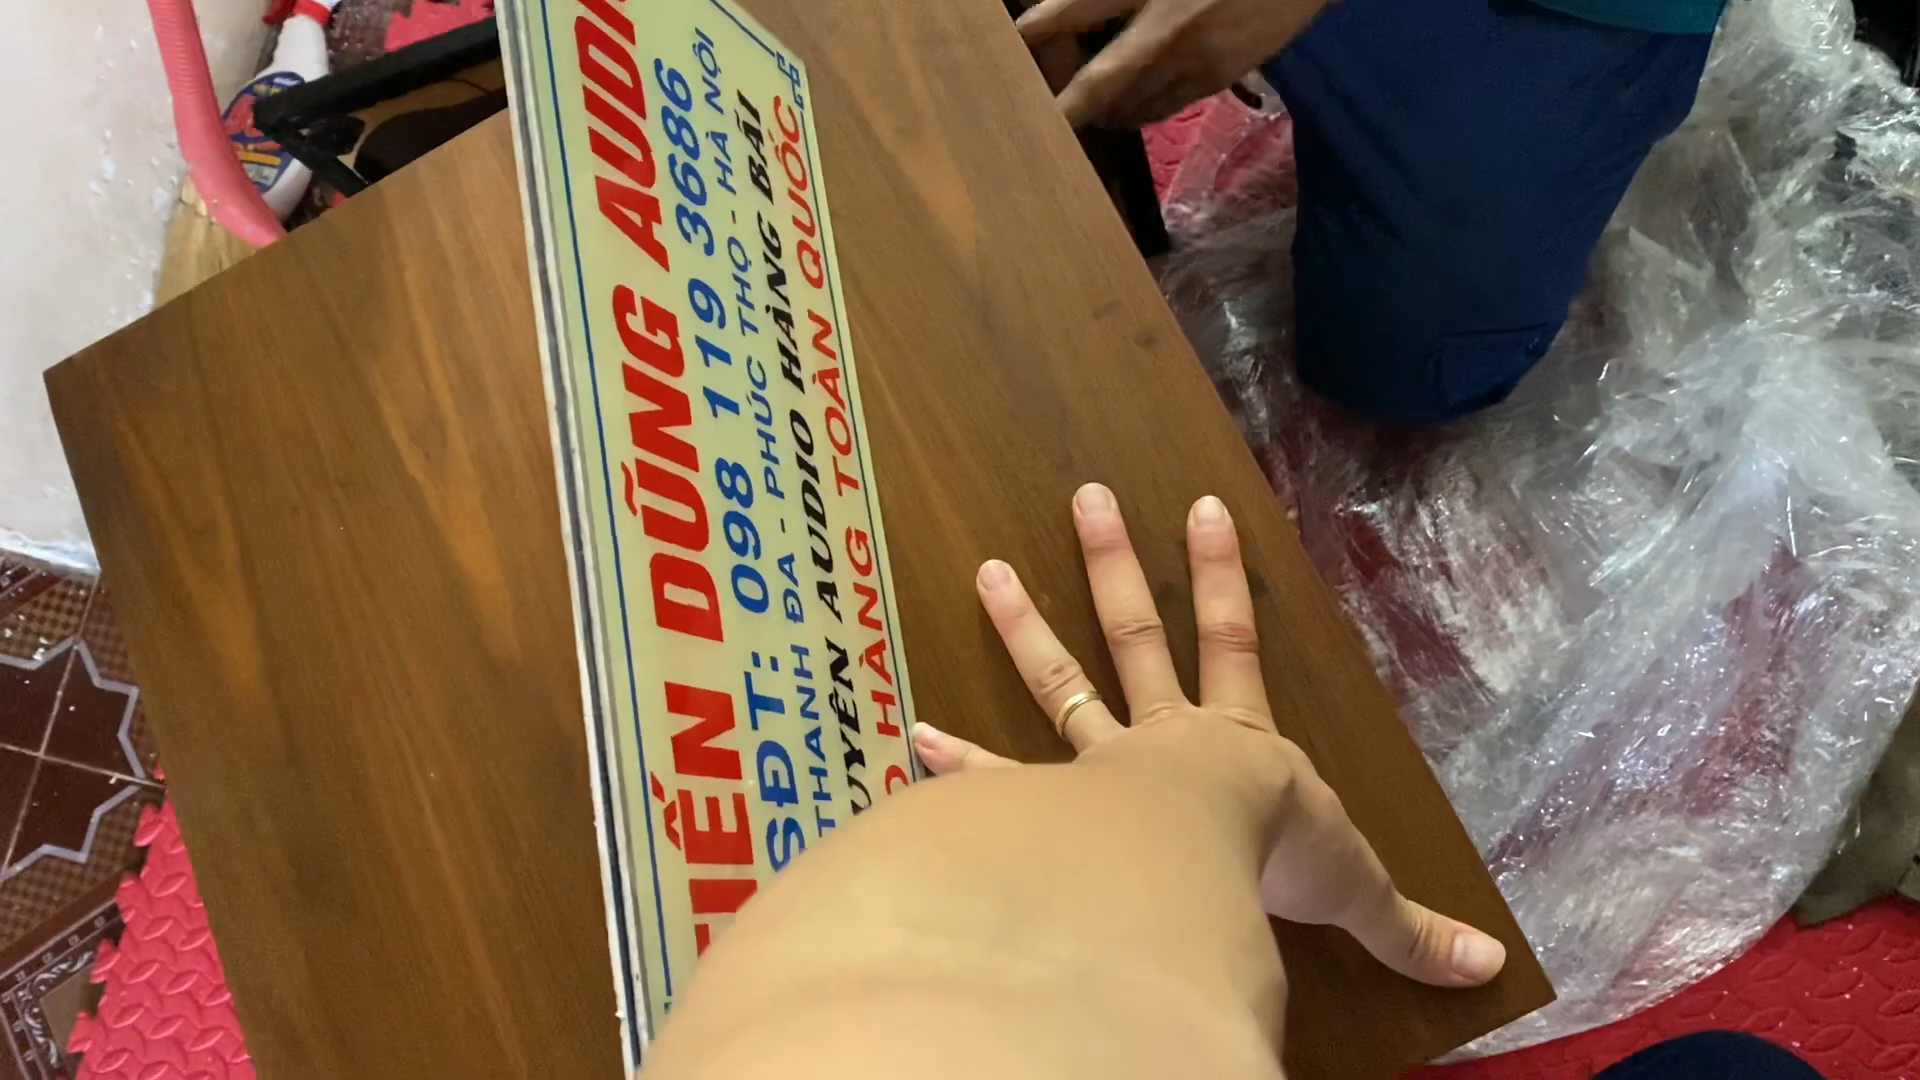 TIẾN DŨNG AUDI
SĐT: 098 119 3686
THANH ĐA - PHÚC THỌ - HÀ NỘI
UYÊN AUDIO HÀNG BÃI
HÀNG TOÀN QUỐC